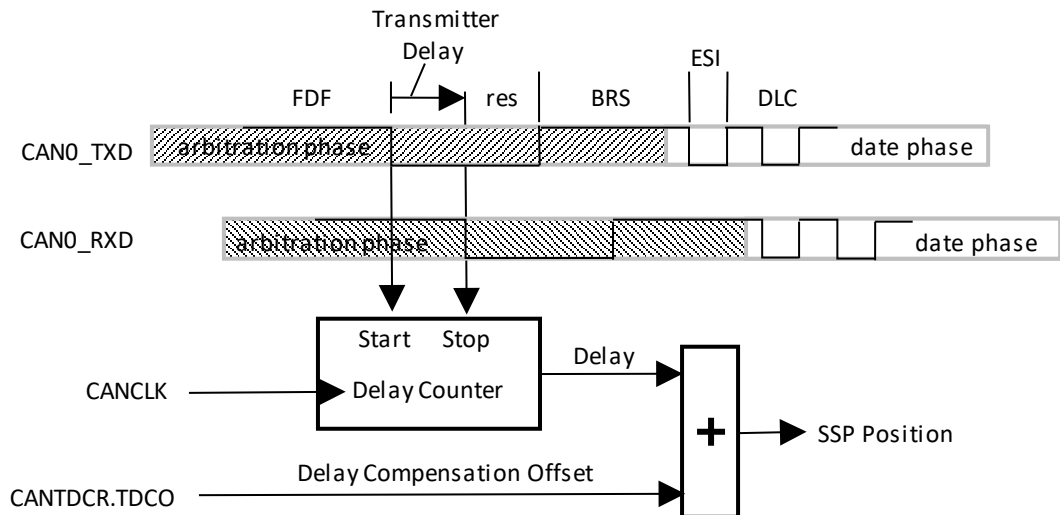 Transmitter
Delay
ESI
FDF
res
BRS
DLC
CAN0_TXD
arbitration phase
date phase
CAN0_RXD
arbitration phase
date phase
Start
Stop
Delay
CANCLK
Delay Counter
+
SSP Position
Delay Compensation Offset
CANTDCR.TDCO